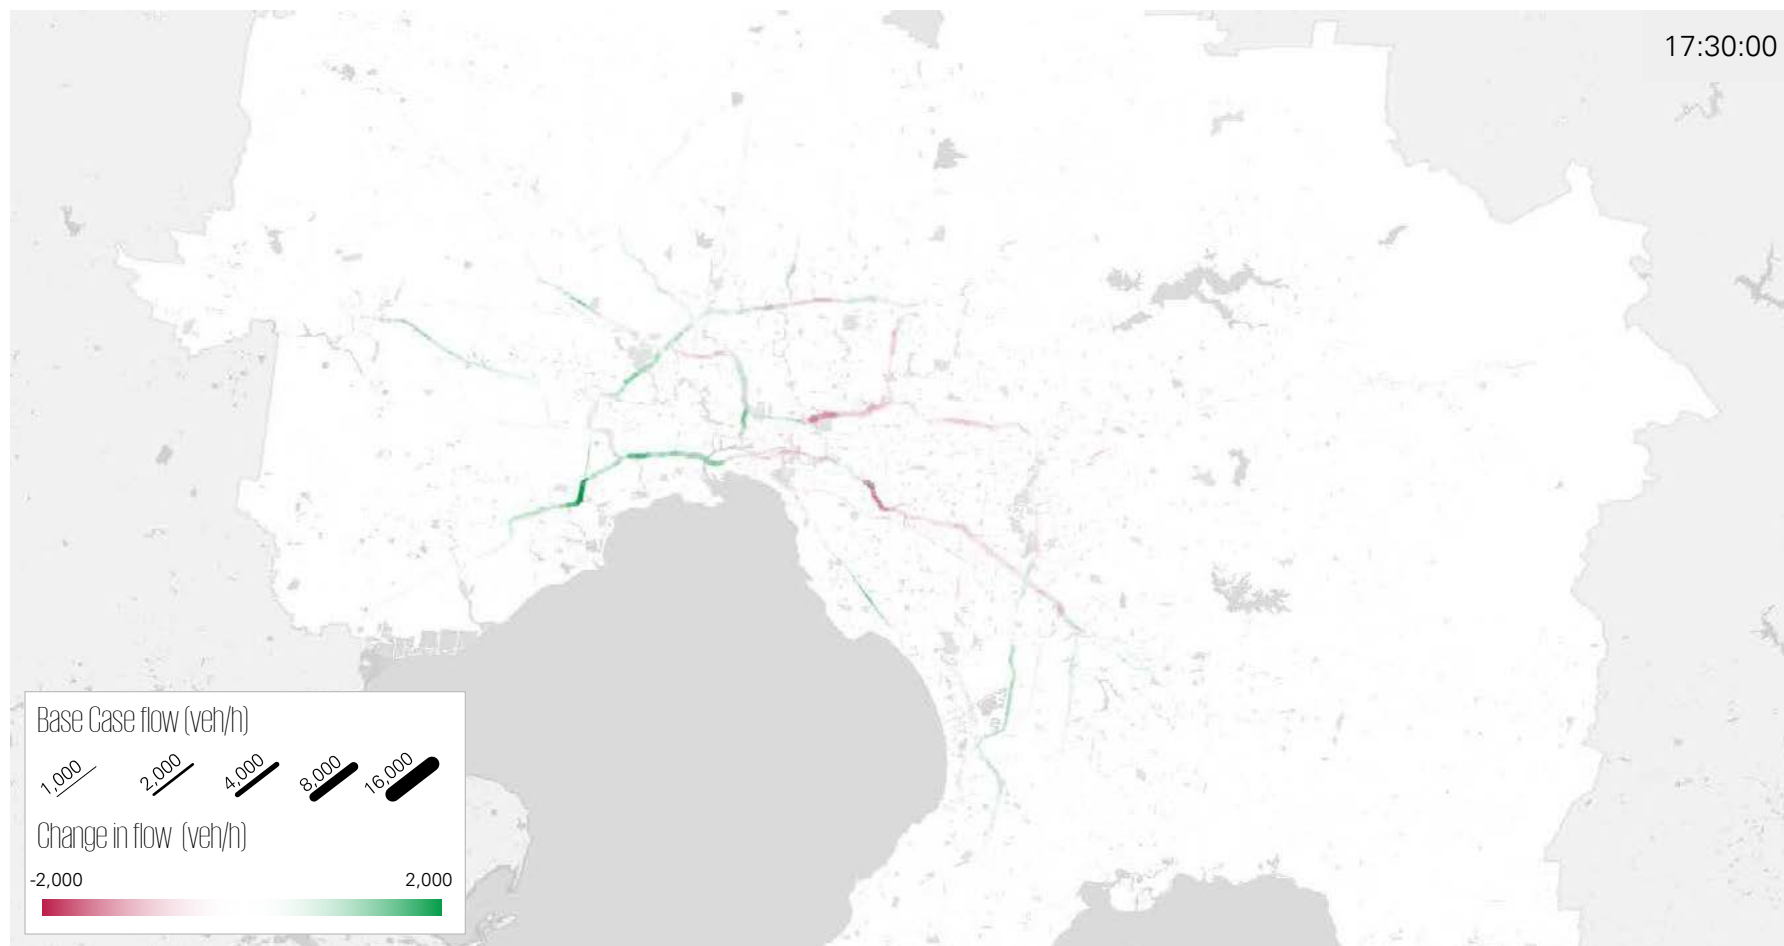 17:30:00
Base Case flow (veh/h)
1,000 2,000 4,000 8,000 16,000
Change in flow (veh/h)
-2,000 2,000